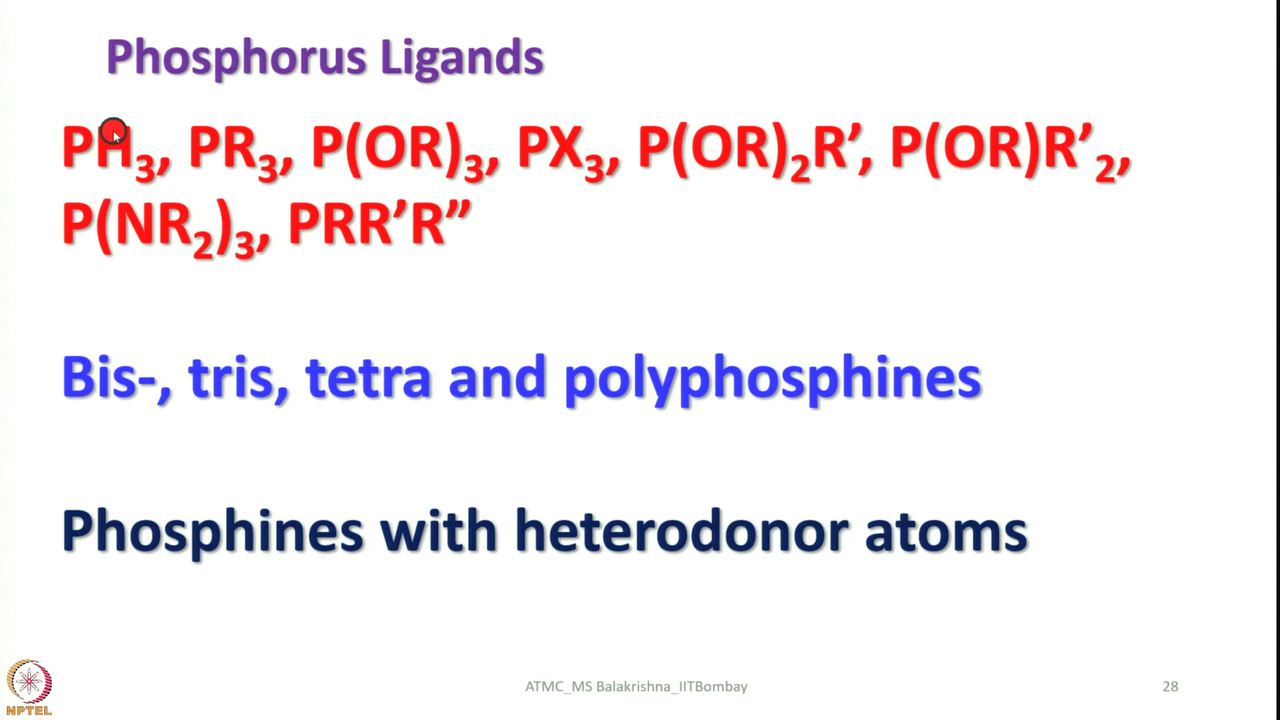 Phosphorus Ligands
PH₃, PR₃, P(OR)₃, PX₃, P(OR)₂R’, P(OR)R’₂,
P(NR₂)₃, PRR’R”
Bis-, tris, tetra and polyphosphines
Phosphines with heterodonor atoms
NPTEL
ATMC_MS Balakrishna_IITBombay
28